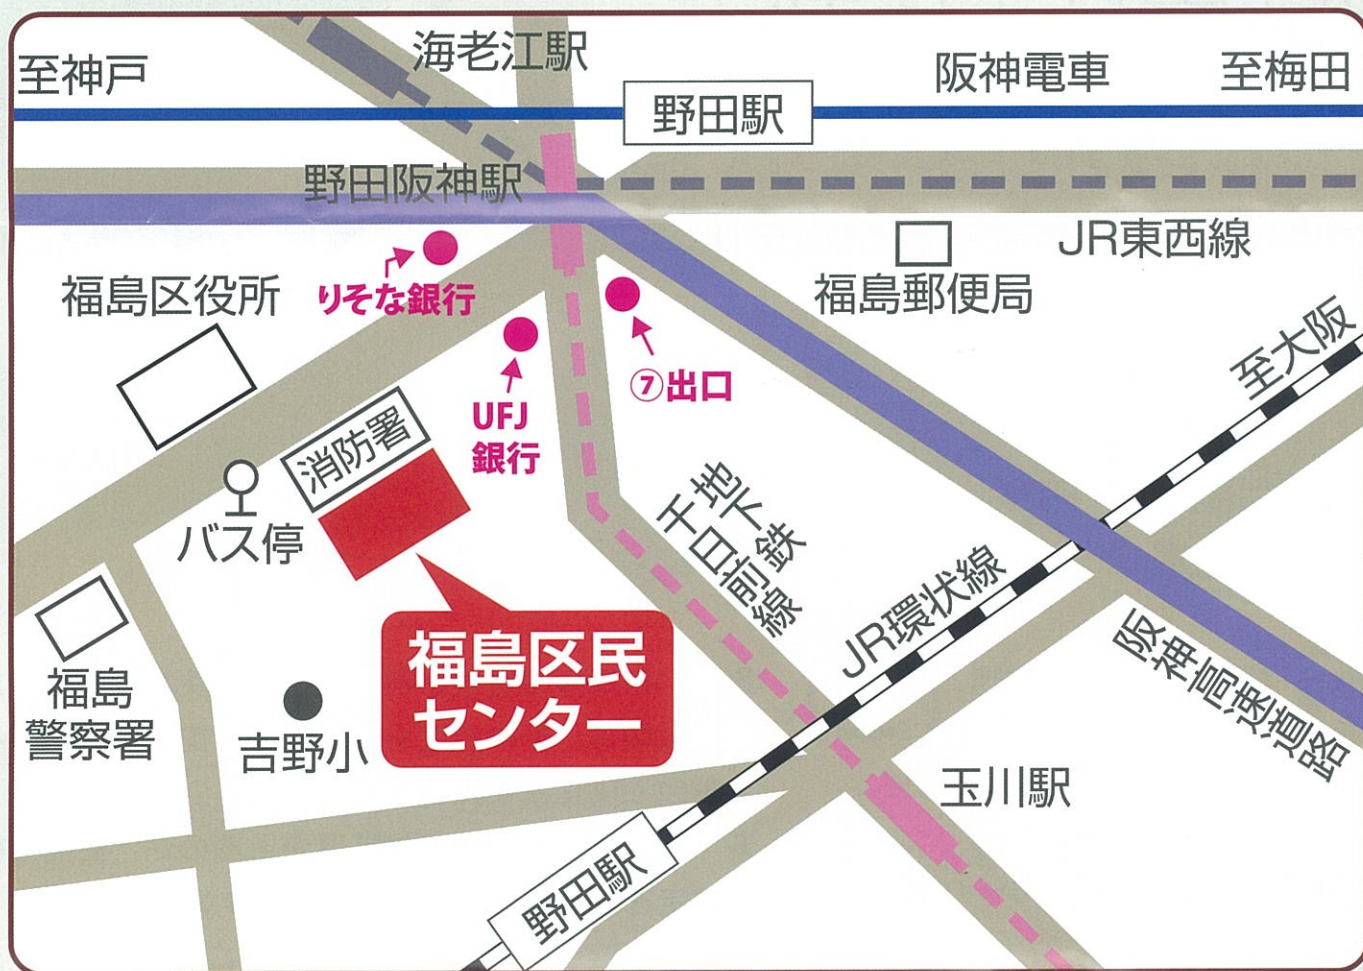 至神戸
海老江駅
野田駅
阪神電車
至梅田
野田阪神駅
JR東西線
福島区役所
りそな銀行
福島郵便局
⑦出口
UFJ
銀行
至大阪
消防署
バス停
地下鉄
千日前線
JR環状線
福島区民
センター
福島
警察署
吉野小
阪神高速道路
玉川駅
野田駅